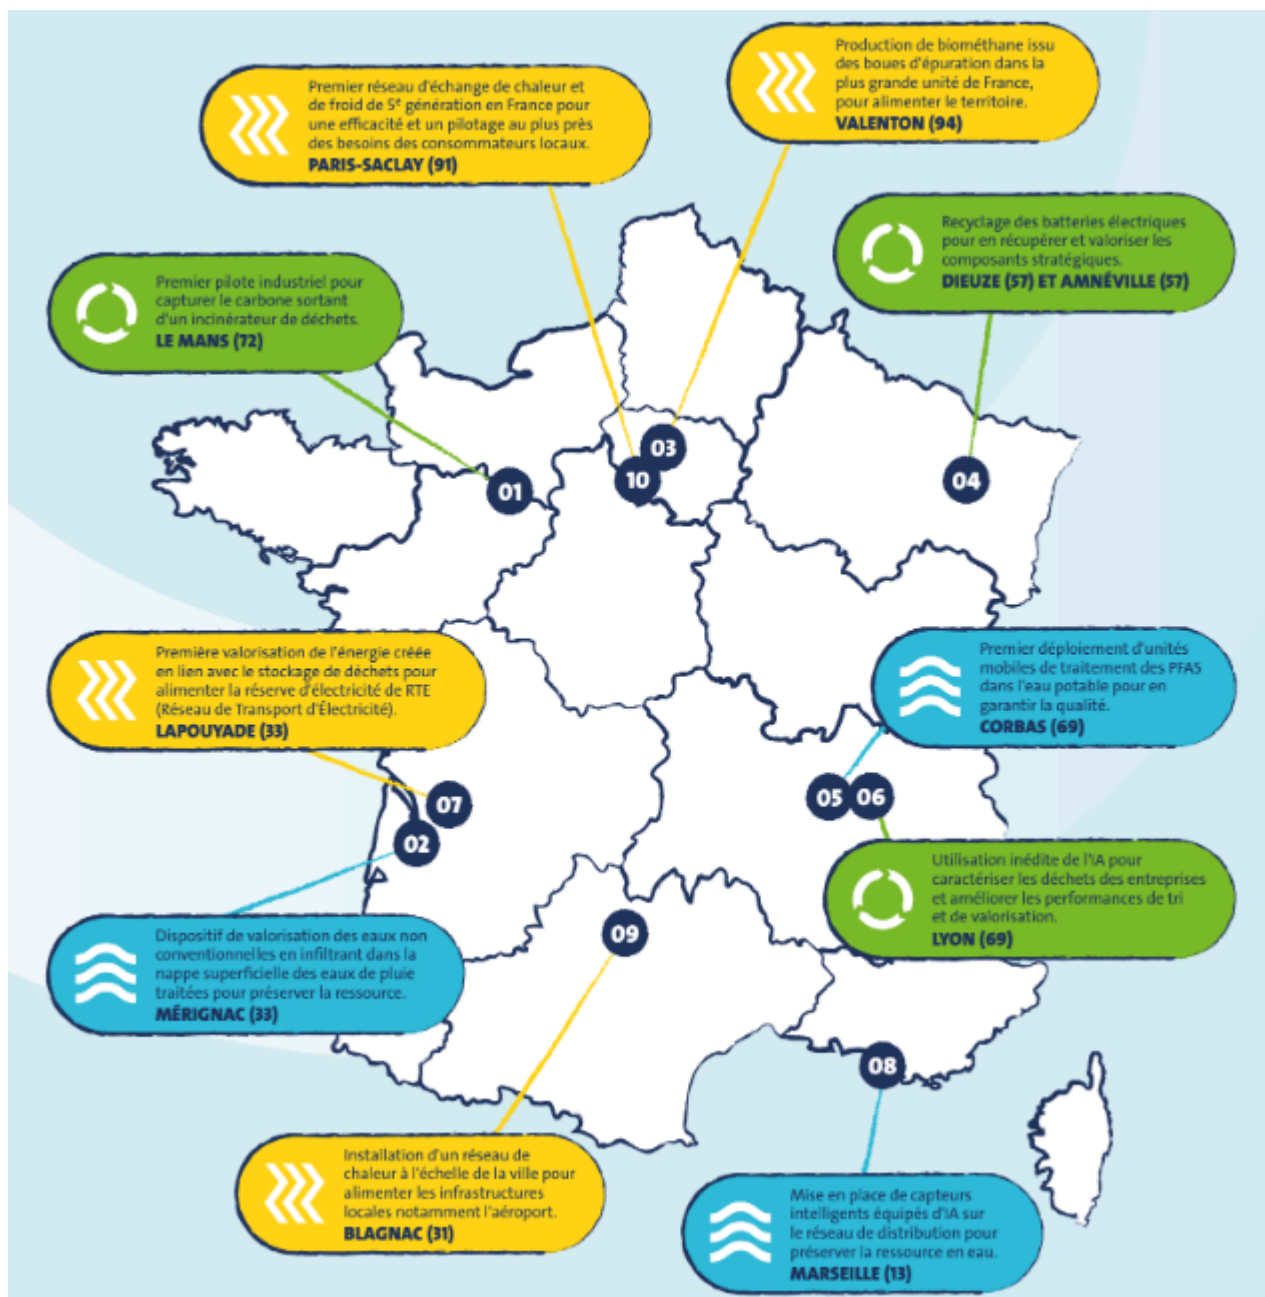 Premier réseau d'échange de chaleur et
de froid de 5e génération en France pour
une efficacité et un pilotage au plus près
des besoins des consommateurs locaux.
PARIS-SACLAY (91)
Production de biométhane issu
des boues d'épuration dans la
plus grande unité de France,
pour alimenter le territoire.
VALENTON (94)
Recyclage des batteries électriques
pour en récupérer et valoriser les
composants stratégiques.
DIEUZE (57) ET AMNÉVILLE (57)
Premier pilote industriel pour
capturer le carbone sortant
d'un incinérateur de déchets.
LE MANS (72)
03
10
01
04
Première valorisation de l'énergie créée
en lien avec le stockage de déchets pour
alimenter la réserve d'électricité de RTE
(Réseau de Transport d'Électricité).
LAPOUYADE (33)
Premier déploiement d'unités
mobiles de traitement des PFAS
dans l'eau potable pour en
garantir la qualité.
CORBAS (69)
07
05
06
02
Utilisation inédite de l'IA pour
caractériser les déchets des entreprises
et améliorer les performances de tri
et de valorisation.
LYON (69)
Dispositif de valorisation des eaux non
conventionnelles en infiltrant dans la
nappe superficielle des eaux de pluie
traitées pour préserver la ressource.
MÉRIGNAC (33)
09
08
Installation d'un réseau de
chaleur à l'échelle de la ville pour
alimenter les infrastructures
locales notamment l'aéroport.
BLAGNAC (31)
Mise en place de capteurs
intelligents équipés d'IA sur
le réseau de distribution pour
préserver la ressource en eau.
MARSEILLE (13)